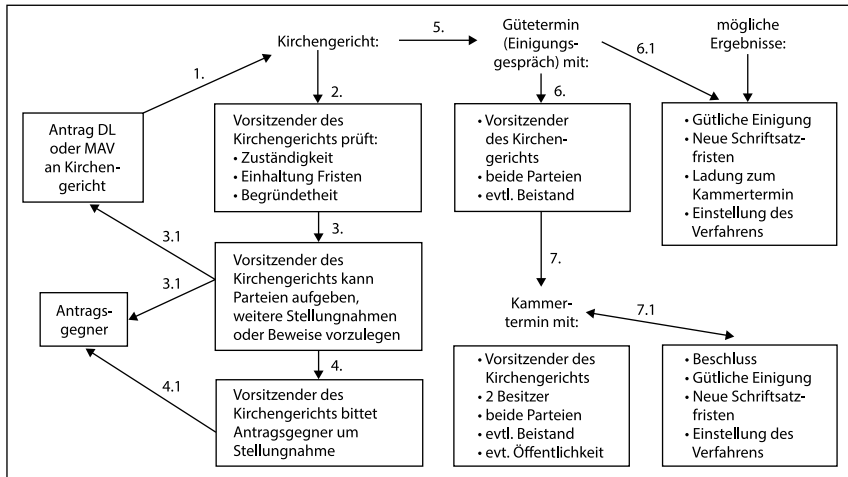 Kirchengericht:
5.
Gütetermin
(Einigungs-
gespräch) mit:
mögliche
Ergebnisse:
6.1
1.
2.
6.
Antrag DL
oder MAV
an Kirchen-
gericht
Vorsitzender des
Kirchengerichts prüft:
• Zuständigkeit
• Einhaltung Fristen
• Begründetheit
• Vorsitzender
des Kirchen-
gerichts
• beide Parteien
• evtl. Beistand
• Gütliche Einigung
• Neue Schriftsatz-
fristen
• Ladung zum
Kammertermin
• Einstellung des
Verfahrens
3.
3.1
3.1
Vorsitzender des
Kirchengerichts kann
Parteien aufgeben,
weitere Stellungnahmen
oder Beweise vorzulegen
7.
Antrags-
gegner
Kammer-
termin mit:
7.1
4.
4.1
Vorsitzender des
Kirchengerichts bittet
Antragsgegner um
Stellungnahme
• Vorsitzender des
Kirchengerichts
• 2 Besitzer
• beide Parteien
• evtl. Beistand
• evt. Öffentlichkeit
• Beschluss
• Gütliche Einigung
• Neue Schriftsatz-
fristen
• Einstellung des
Verfahrens